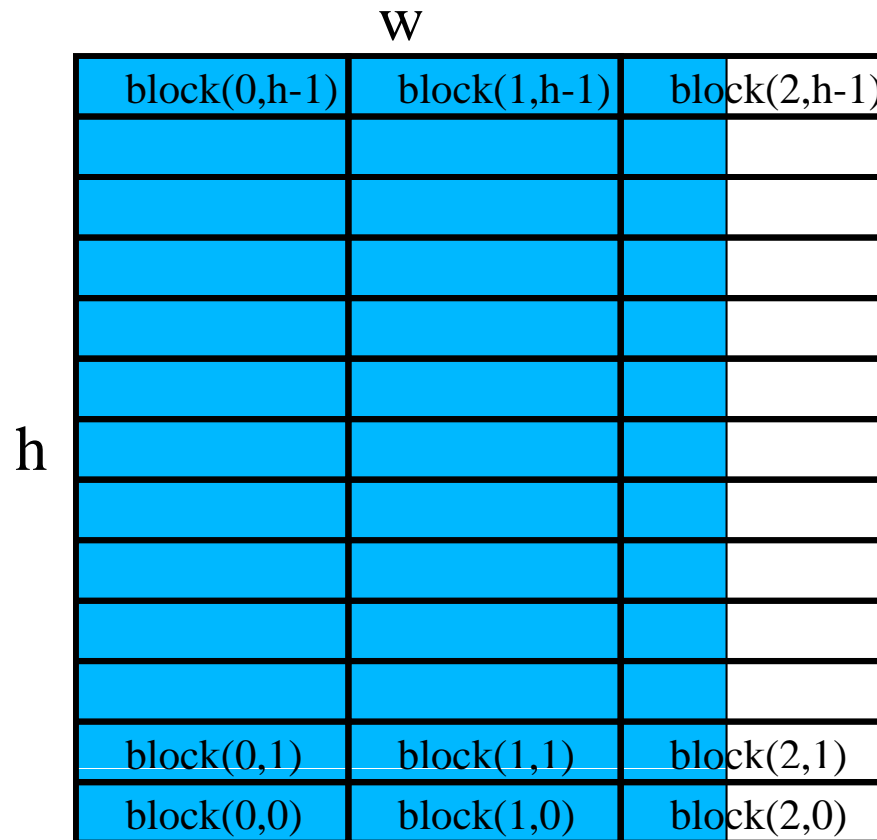 w
block(0,h-1) block(1,h-1) block(2,h-1)
h
block(0,1) block(1,1) block(2,1)
block(0,0) block(1,0) block(2,0)